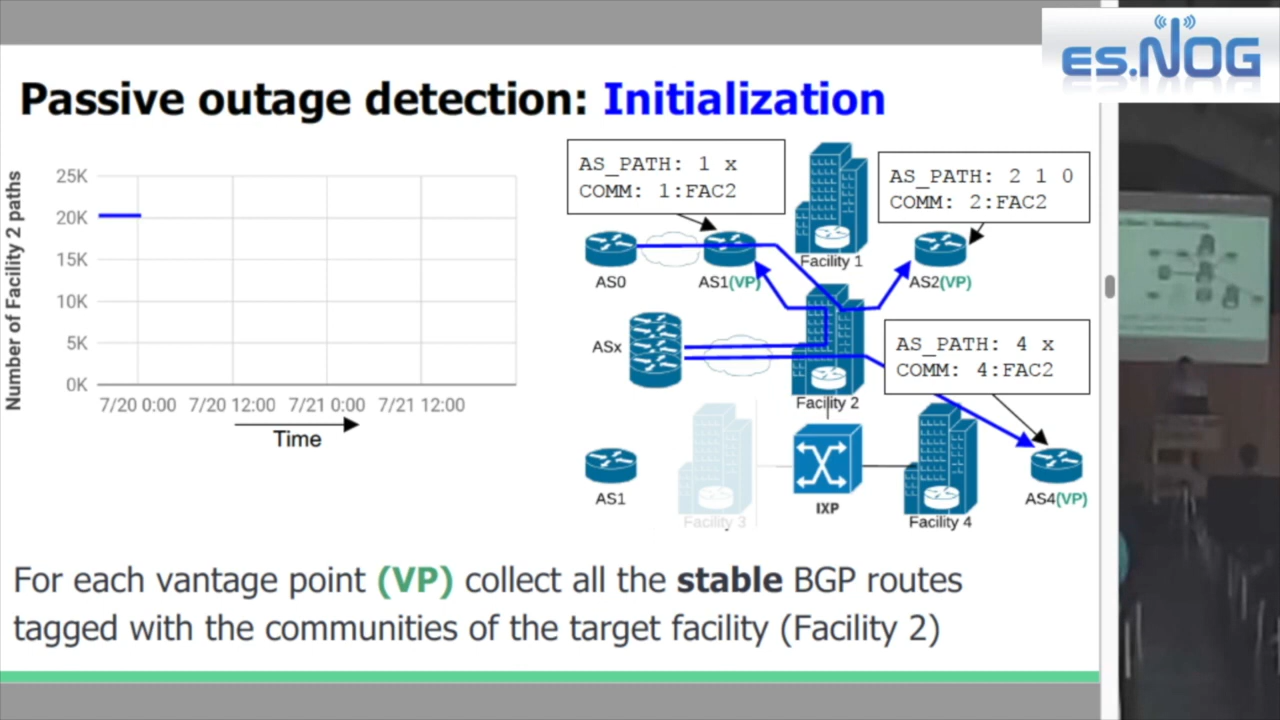 es.NOG
Passive outage detection: Initialization
Number of Facility 2 paths
25K
20K
15K
10K
5K
0K
7/20 0:00
7/20 12:00
7/21 0:00
7/21 12:00
Time
AS_PATH: 1 x
COMM: 1:FAC2
AS_PATH: 2 1 0
COMM: 2:FAC2
Facility 1
AS0
AS1(VP)
AS2(VP)
ASx
AS_PATH: 4 x
COMM: 4:FAC2
Facility 2
AS1
Facility 3
IXP
Facility 4
AS4(VP)
For each vantage point (VP) collect all the stable BGP routes
tagged with the communities of the target facility (Facility 2)